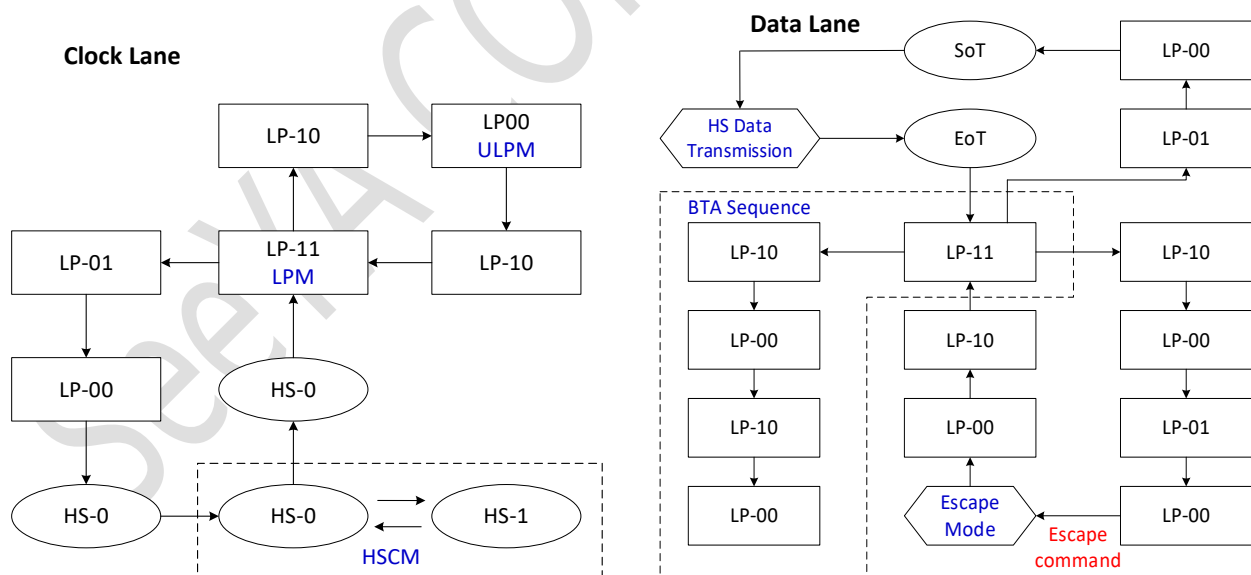 Clock Lane
LP-10
LP00
ULPM
LP-01
LP-11
LPM
LP-10
LP-00
HS-0
HS-0
HS-0
HS-1
HSCM
Data Lane
SoT
LP-00
HS Data
Transmission
EoT
LP-01
BTA Sequence
LP-10
LP-11
LP-10
LP-00
LP-10
LP-00
LP-10
LP-00
LP-01
LP-00
Escape
Mode
LP-00
Escape
command